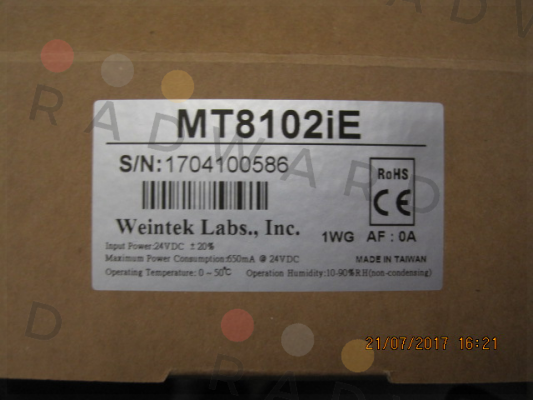 RADWARD
MT8102iE
S/N:1704100586
RoHS
CE
Weintek Labs., Inc.
1WG AF : 0A
Input Power:24VDC ±20%
Maximum Power Consumption:650mA @ 24VDC
MADE IN TAIWAN
Operating Temperature: 0 ~ 50℃ Operation Humidity:10-90%RH(non-condensing)
21/07/2017 16:21